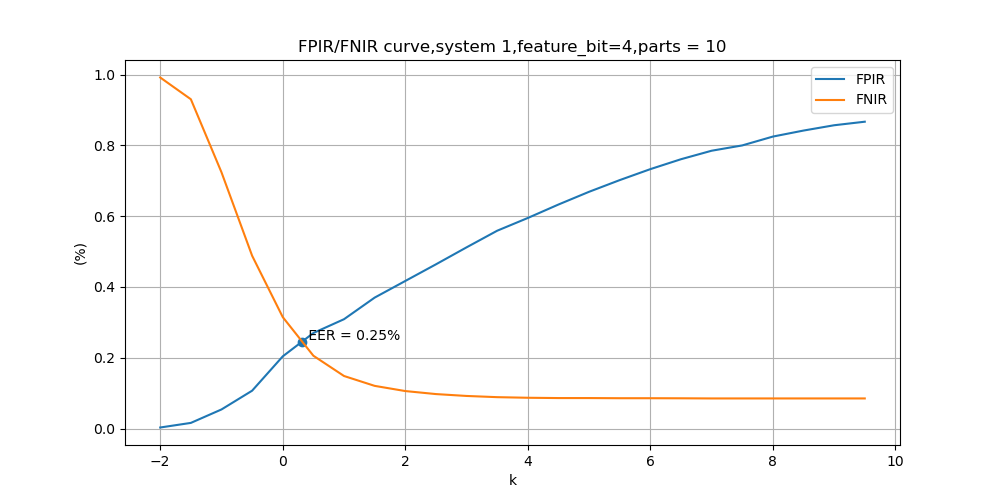 FPIR/FNIR curve,system 1,feature_bit=4,parts = 10
1.0
0.8
0.6
0.4
0.2
0.0
(%)
FPIR
FNIR
EER = 0.25%
−2
0
2
4
6
8
10
k